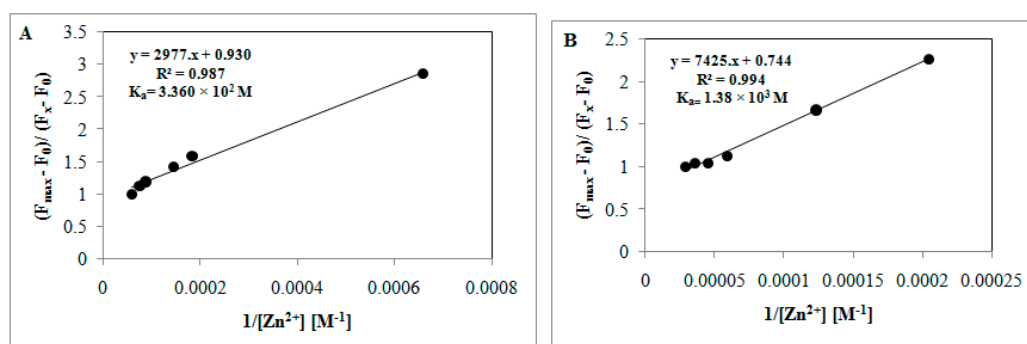 A
y = 2977.x + 0.930
R² = 0.987
Kₐ= 3.360 × 10² M
(Fₘₐₓ- F₀)/ (Fₓ- F₀)
3.5
3
2.5
2
1.5
1
0.5
0
0
0.0002
0.0004
0.0006
0.0008
1/[Zn²⁺] [M⁻¹]
B
y = 7425.x + 0.744
R² = 0.994
Kₐ₌ 1.38 × 10³ M
(Fₘₐₓ- F₀)/ (Fₓ- F₀)
2.5
2
1.5
1
0.5
0
0
0.00005
0.0001
0.00015
0.0002
0.00025
1/[Zn²⁺] [M⁻¹]